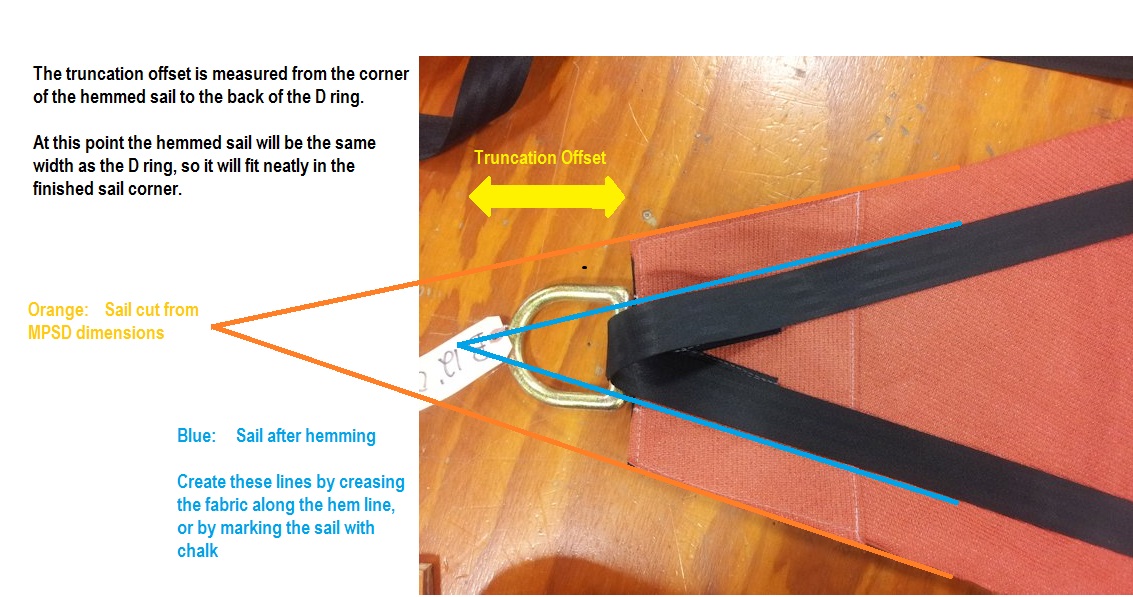 The truncation offset is measured from the corner
of the hemmed sail to the back of the D ring.
At this point the hemmed sail will be the same
width as the D ring, so it will fit neatly in the
finished sail corner.
Truncation Offset
Orange: Sail cut from
MPSD dimensions
Blue: Sail after hemming
Create these lines by creasing
the fabric along the hem line,
or by marking the sail with
chalk